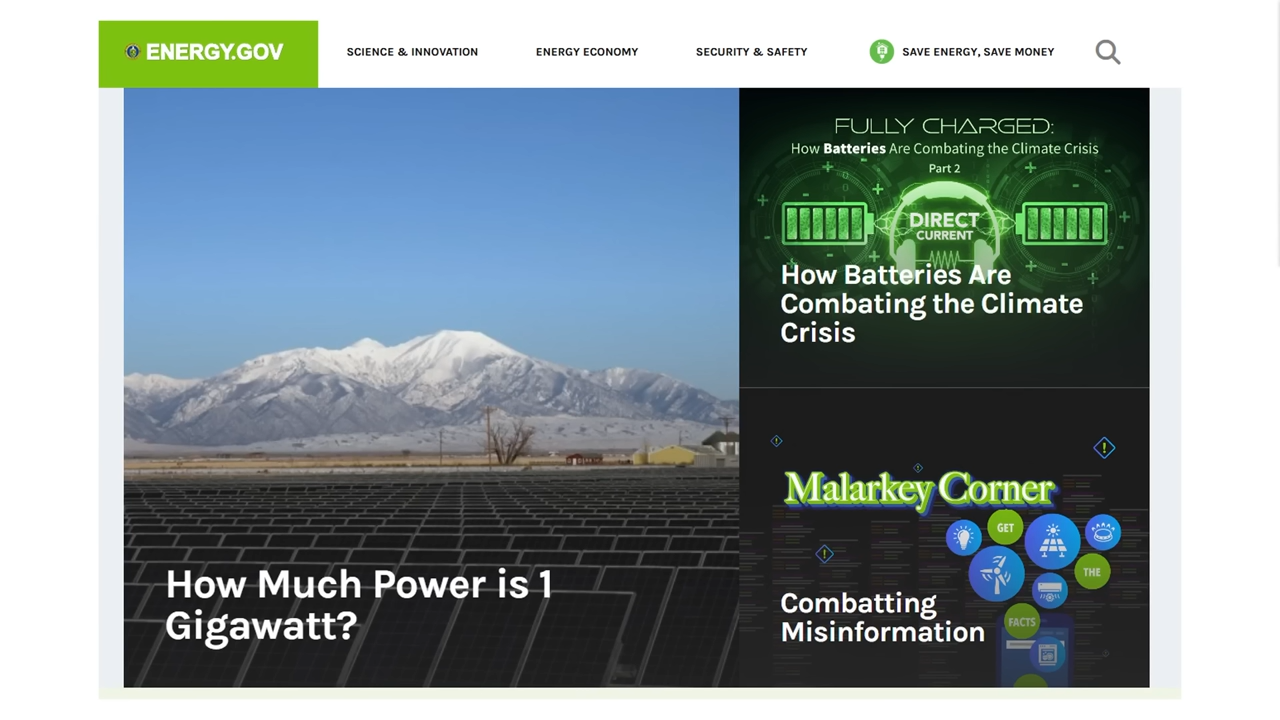 ENERGY.GOV
SCIENCE & INNOVATION
ENERGY ECONOMY
SECURITY & SAFETY
SAVE ENERGY, SAVE MONEY
How Much Power is 1
Gigawatt?
FULLY CHARGED:
How Batteries Are Combating the Climate Crisis
Part 2
DIRECT
CURRENT
How Batteries Are
Combating the Climate
Crisis
Malarkey Corner
GET
THE
FACTS
Combatting
Misinformation